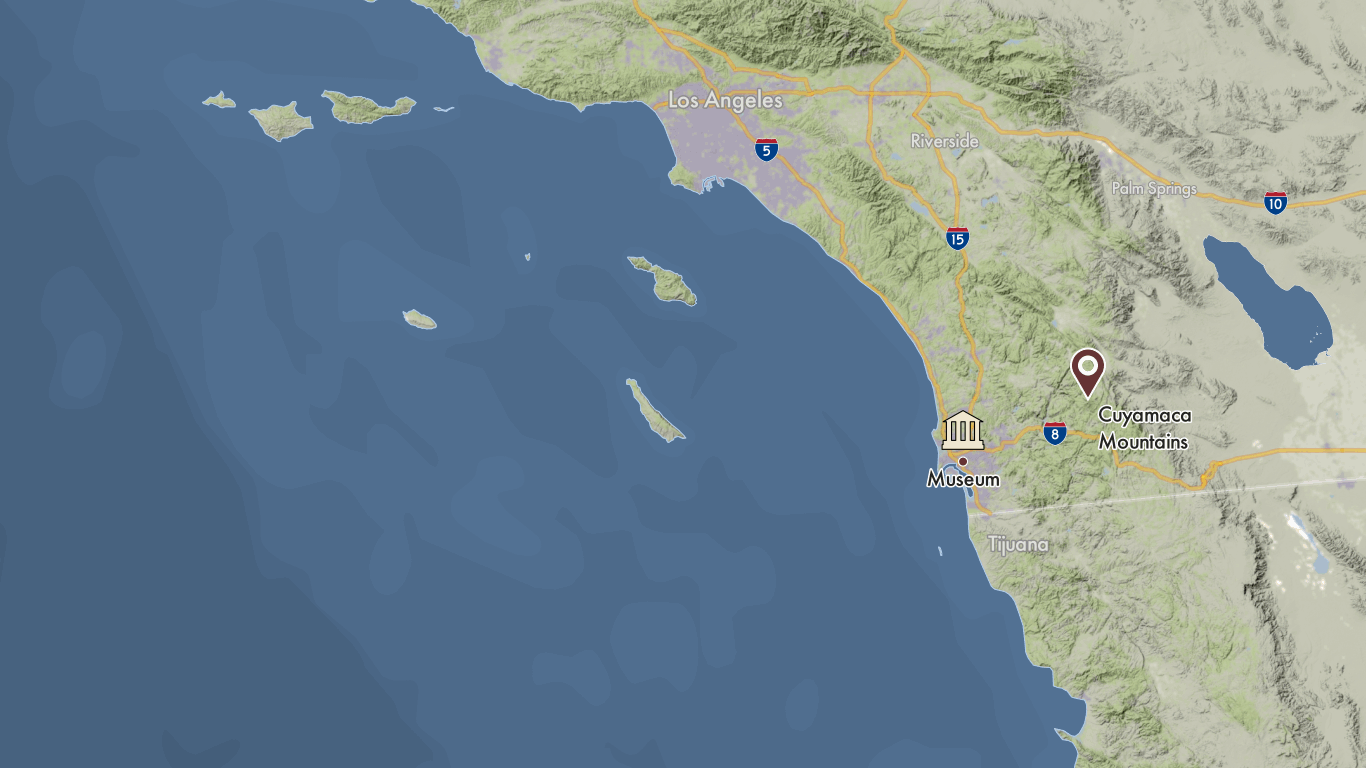 Los Angeles
5
Riverside
Palm Springs
10
15
8
Cuyamaca
Mountains
Museum
Tijuana